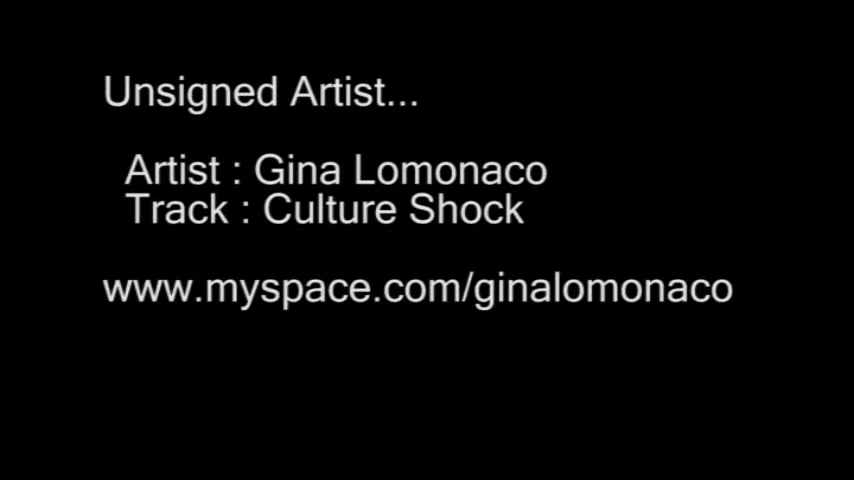 Unsigned Artist...
Artist : Gina Lomonaco
Track : Culture Shock
www.myspace.com/ginalomonaco